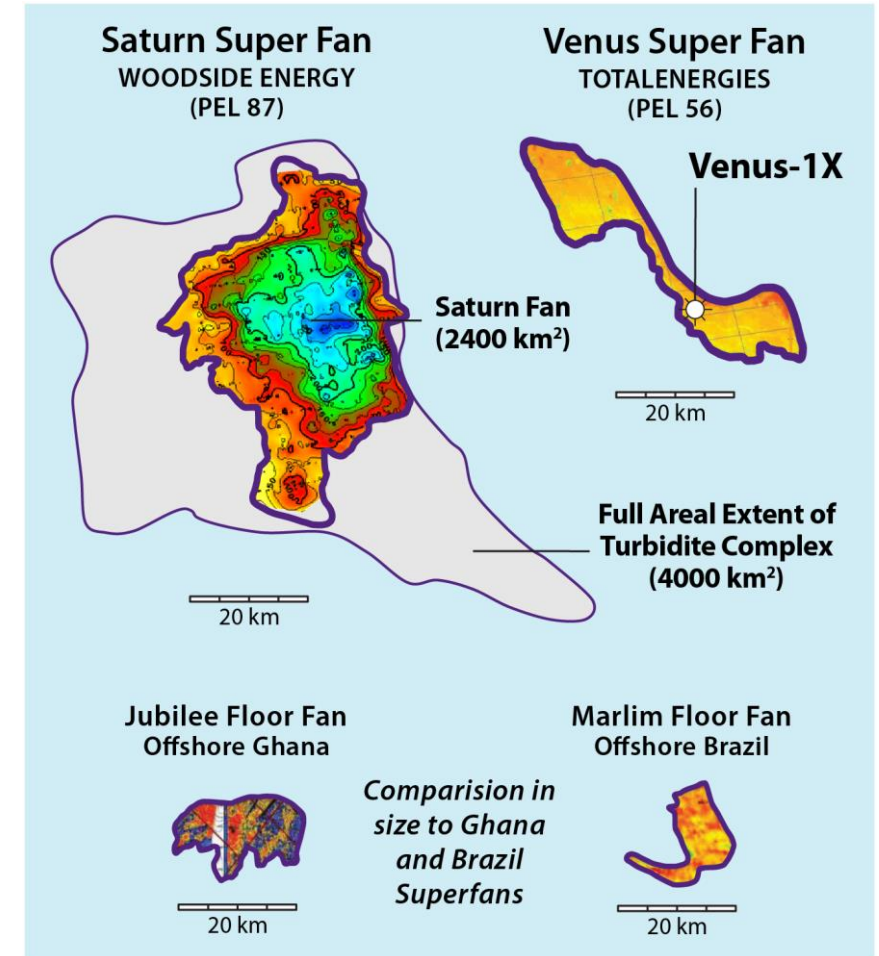 Saturn Super Fan
WOODSIDE ENERGY
(PEL 87)
Venus Super Fan
TOTALENERGIES
(PEL 56)
Venus-1X
Saturn Fan
(2400 km²)
20 km
Full Areal Extent of
Turbidite Complex
(4000 km²)
20 km
Jubilee Floor Fan
Offshore Ghana
Marlim Floor Fan
Offshore Brazil
Comparision in
size to Ghana
and Brazil
Superfans
20 km
20 km